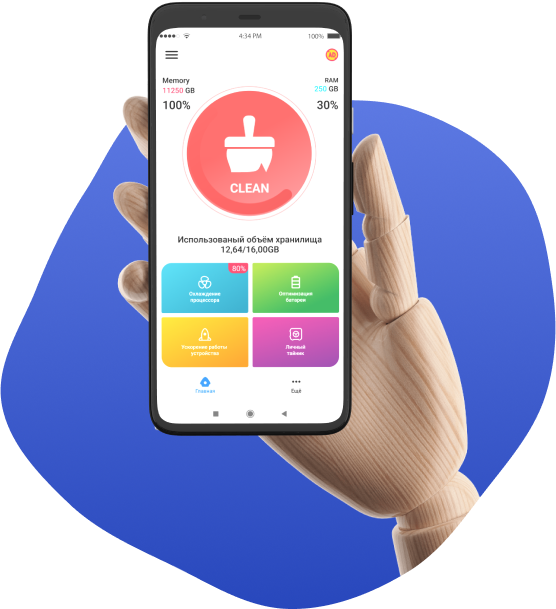 4:34 PM 100%
AD
Memory RAM
11250 GB 750 GB
100% 30%
CLEAN
Использованый объём хранилища
12,64/16,00GB
80%
Охлаждение
процессора
Оптимизация
батареи
Ускорение работы
устройства
Личный
тайник
Главная
Ещё